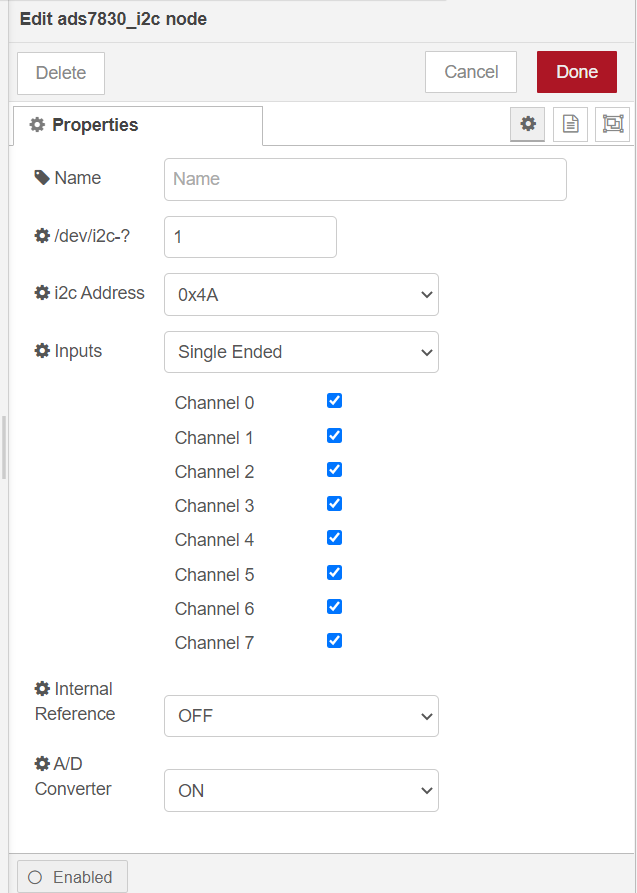 Edit ads7830_i2c node
Delete
Cancel
Done
Properties
Name
Name
/dev/i2c-?
1
i2c Address
0x4A
Inputs
Single Ended
Channel 0
Channel 1
Channel 2
Channel 3
Channel 4
Channel 5
Channel 6
Channel 7
Internal
Reference
OFF
A/D
Converter
ON
Enabled